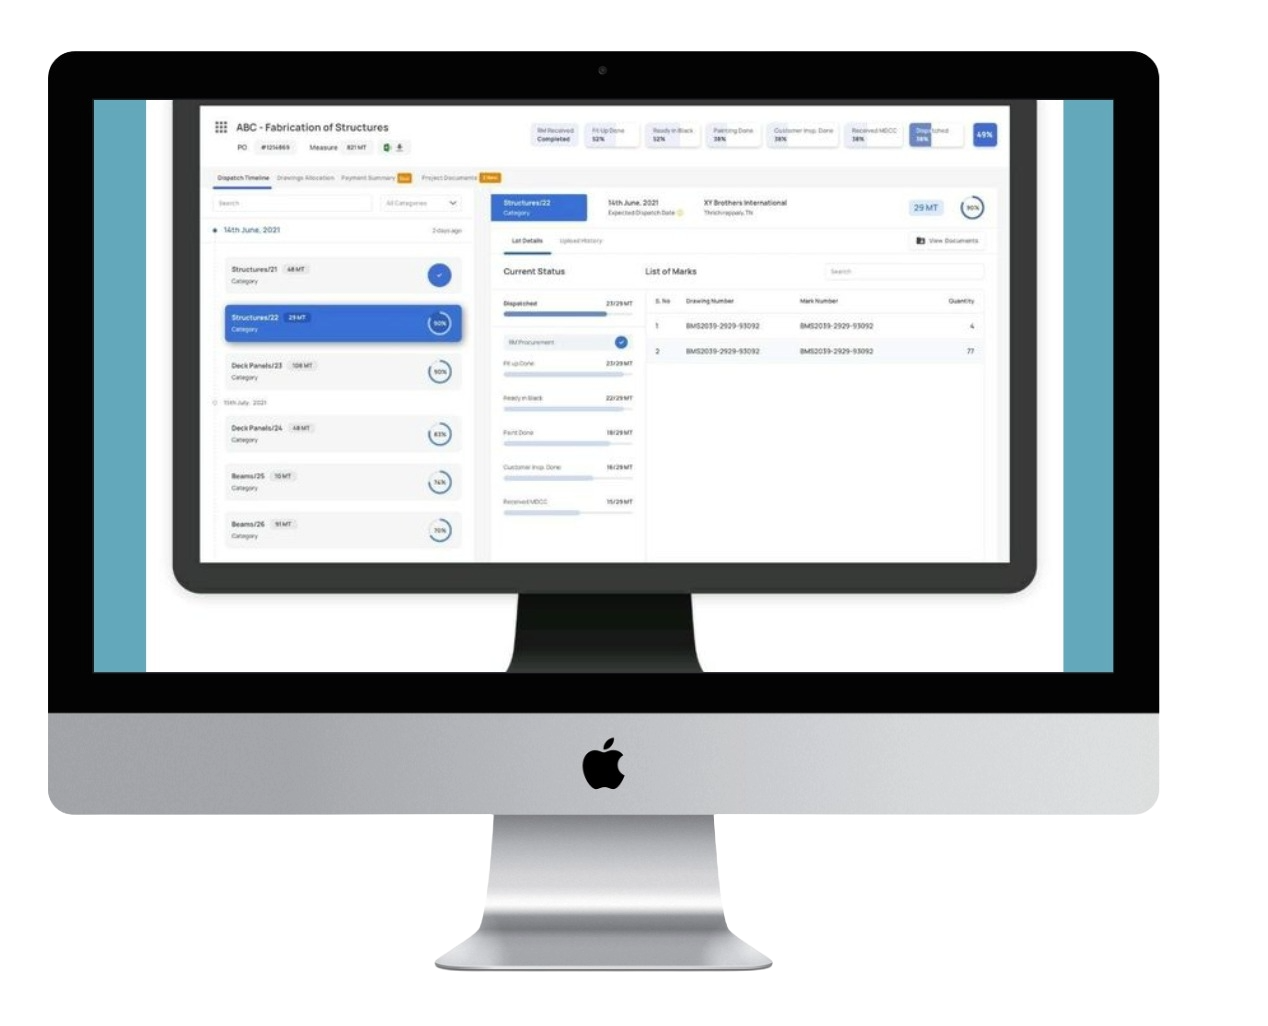 ABC - Fabrication of Structures
PO #1214869 Measure 821 MT
RM Received
Completed
Fit Up Done
52%
Ready in Black
52%
Painting Done
38%
Customer Insp. Done
38%
Received MDCC
38%
Dispatched
38%
49%
Dispatch Timeline Drawings Allocation Payment Summary Project Documents
Search
All Categories
14th June, 2021 2 days ago
Structures/21 48 MT
Category
Structures/22 29 MT
Category
90%
Deck Panels/23 108 MT
Category
90%
15th July, 2021
Deck Panels/24 48 MT
Category
83%
Beams/25 10 MT
Category
74%
Beams/26 91 MT
Category
70%
Structures/22
Category
14th June, 2021
Expected Dispatch Date
XY Brothers International
Thiruchirappally, TN
29 MT
90%
Lot Details Upload History
View Documents
Current Status
Dispatched 23/29 MT
RM Procurement
Fit up Done 23/29 MT
Ready in Black 22/29 MT
Paint Done 18/29 MT
Customer Insp. Done 16/29 MT
Received MDCC 15/29 MT
List of Marks
Search
S. No Drawing Number Mark Number Quantity
1 BMS2039-2929-93092 BMS2039-2929-93092 4
2 BMS2039-2929-93092 BMS2039-2929-93092 77